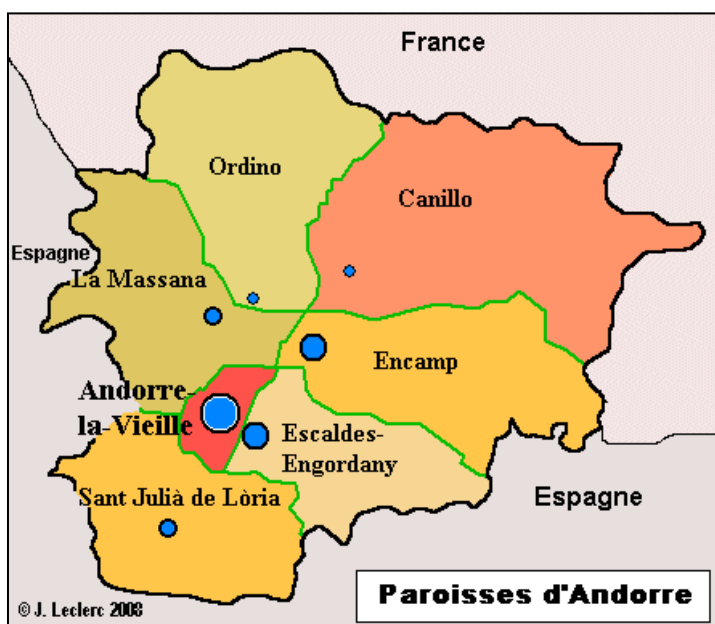 France
Ordino
Canillo
Espagne
La Massana
Encamp
Andorre-
la-Vieille
Escaldes-
Engordany
Sant Julià de Lòria
Espagne
Paroisses d'Andorre
© J. Leclerc 2008